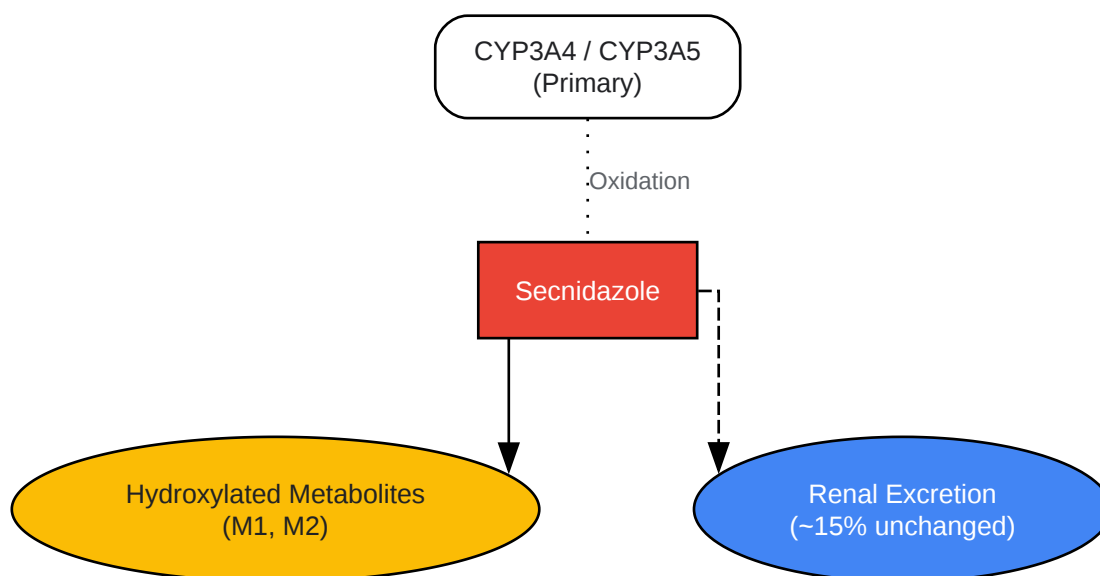 CYP3A4 / CYP3A5
(Primary)
Oxidation
Secnidazole
Hydroxylated Metabolites
(M1, M2)
Renal Excretion
(~15% unchanged)